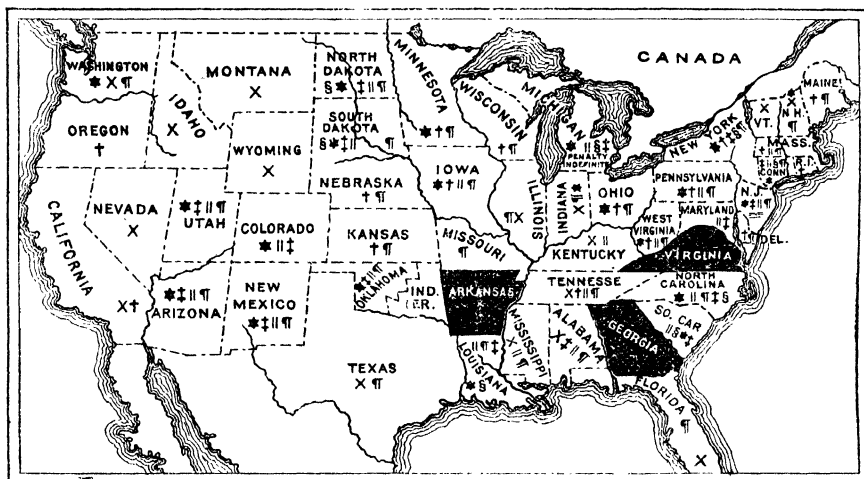 CANADA
WASHINGTON
✱ X ¶
MONTANA
X
NORTH
DAKOTA
§ ✱ ‡ || ¶
MINNESOTA
✱ † ¶
WISCONSIN
† ¶
MICHIGAN
✱ || § ‡
PENALTY
INDEFINITE
MAINE
† ¶
VT.
X
N.H.
¶
MASS.
† || ¶
R.I.
CONN
NEW YORK
✱ † ‡ § ¶
OREGON
†
IDAHO
X
WYOMING
X
SOUTH
DAKOTA
§ ✱ ‡ || ¶
IOWA
✱ † || ¶
NEBRASKA
† ¶
ILLINOIS
¶ X
INDIANA
X ¶ ✱
OHIO
✱ † ¶
PENNSYLVANIA
✱ † || ¶
N.J.
✱ ‡ || ¶
CALIFORNIA
X †
NEVADA
X
UTAH
✱ ‡ || ¶
COLORADO
✱ || ‡
KANSAS
† ¶
MISSOURI
¶
KENTUCKY
X ||
WEST
VIRGINIA
✱ † || ¶
MARYLAND
|| ‡
DEL.
† ¶
VIRGINIA
ARIZONA
✱ ‡ || ¶
NEW
MEXICO
✱ ‡ || ¶
OKLAHOMA
✱ ‡ || ¶
IND.
TER.
ARKANSAS
TENNESSE
X † || ¶
NORTH
CAROLINA
✱ || ¶ ‡ §
SO. CAR
|| § ✱ ‡
TEXAS
X ¶
LOUISIANA
|| ¶ ‡
✱ §
MISSISSIPPI
X || ¶
ALABAMA
X ‡ || ¶
GEORGIA
FLORIDA
¶
X